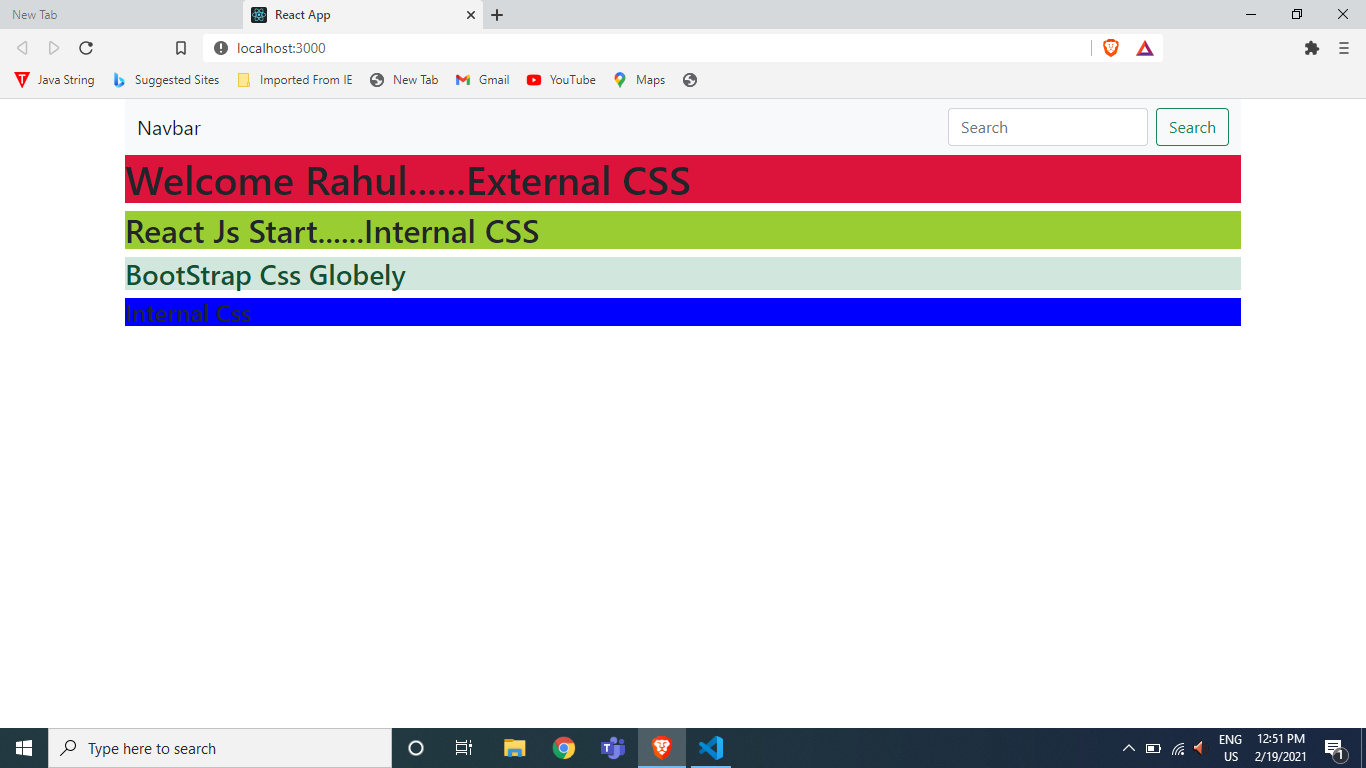 New Tab
React App
localhost:3000
Java String
Suggested Sites
Imported From IE
New Tab
Gmail
YouTube
Maps
Navbar
Search
Search
Welcome Rahul......External CSS
React Js Start......Internal CSS
BootStrap Css Globely
Internal Css
Type here to search
ENG
US
12:51 PM
2/19/2021
1